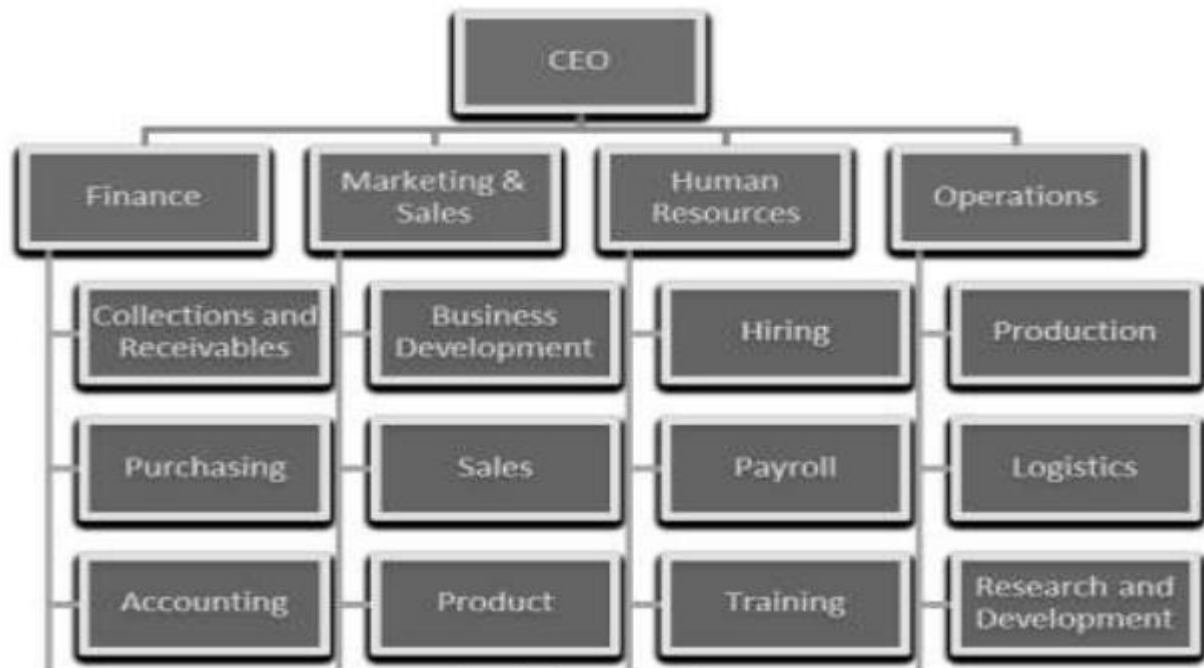 CEO
Finance
Marketing &
Sales
Human
Resources
Operations
Collections and
Receivables
Business
Development
Hiring
Production
Purchasing
Sales
Payroll
Logistics
Accounting
Product
Training
Research and
Development